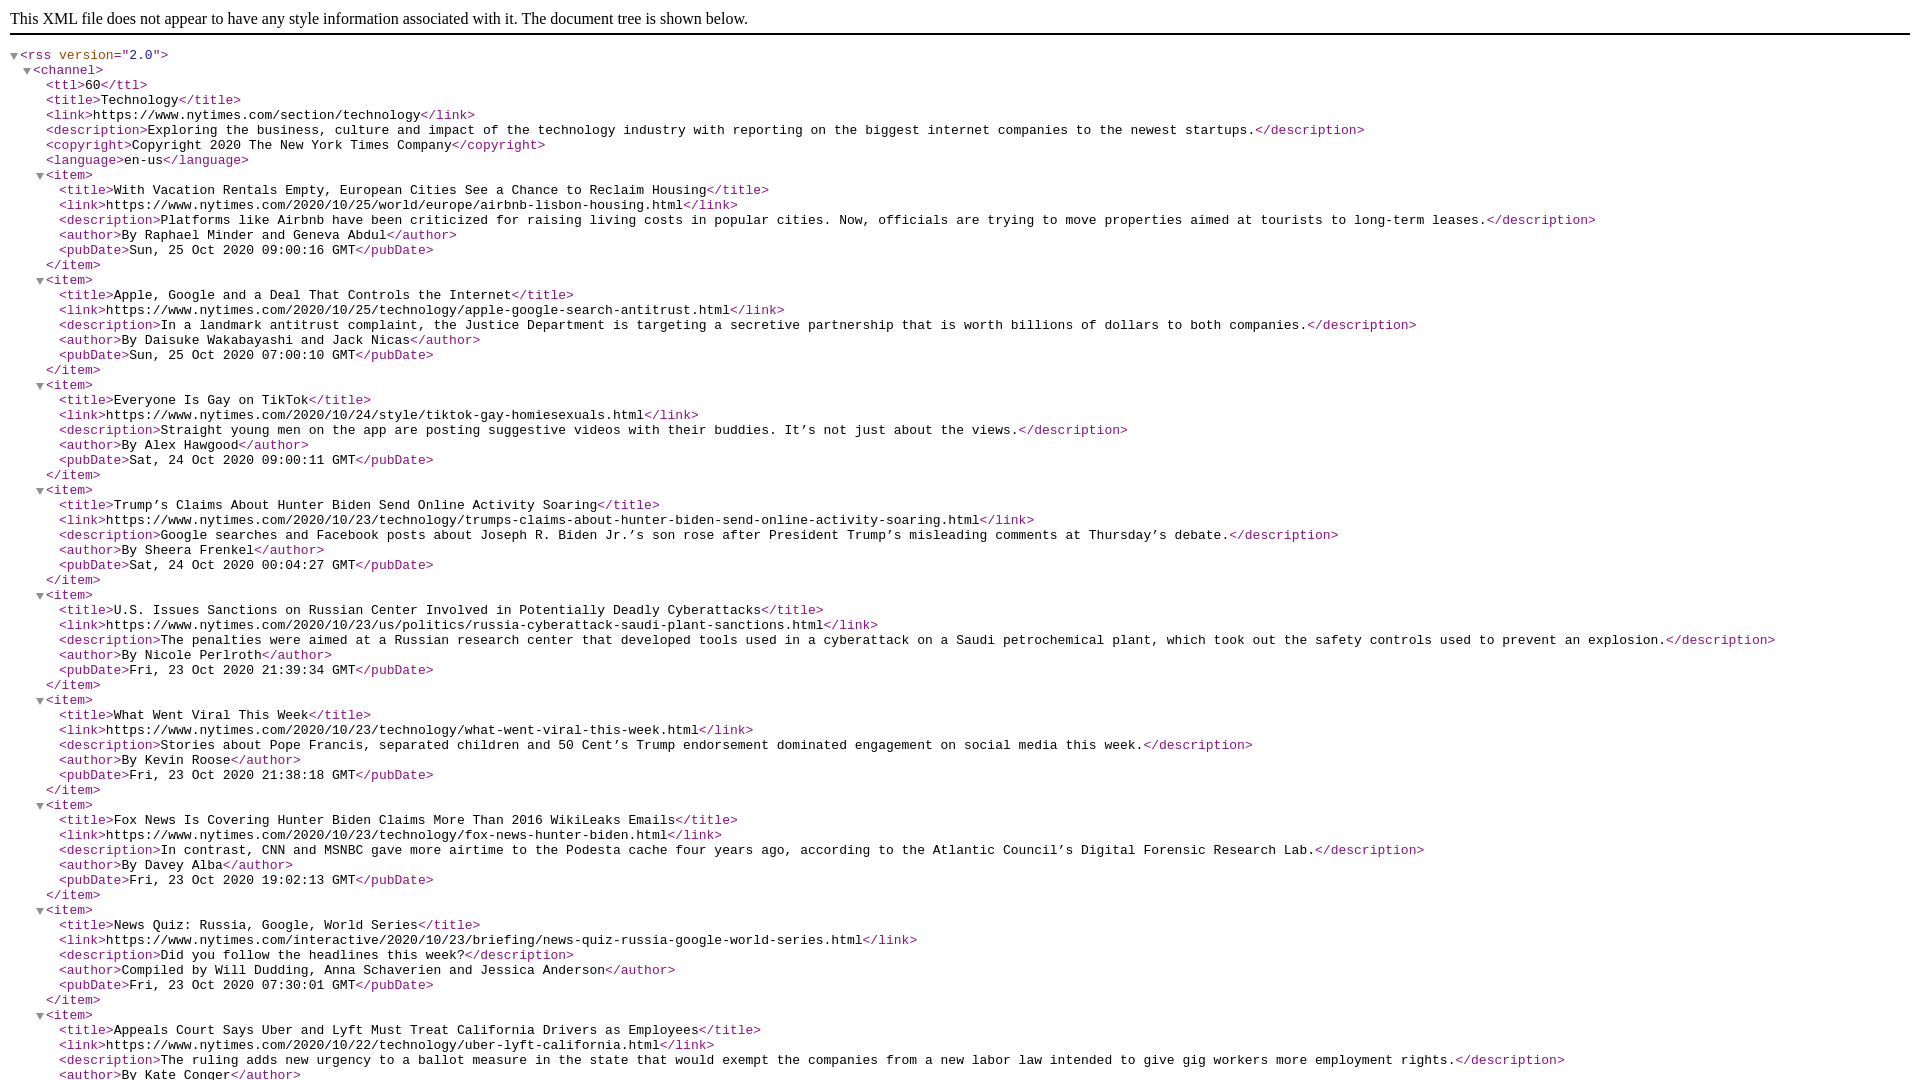 This XML file does not appear to have any style information associated with it. The document tree is shown below.
<rss version="2.0">
<channel>
<ttl>60</ttl>
<title>Technology</title>
<link>https://www.nytimes.com/section/technology</link>
<description>Exploring the business, culture and impact of the technology industry with reporting on the biggest internet companies to the newest startups.</description>
<copyright>Copyright 2020 The New York Times Company</copyright>
<language>en-us</language>
<item>
<title>With Vacation Rentals Empty, European Cities See a Chance to Reclaim Housing</title>
<link>https://www.nytimes.com/2020/10/25/world/europe/airbnb-lisbon-housing.html</link>
<description>Platforms like Airbnb have been criticized for raising living costs in popular cities. Now, officials are trying to move properties aimed at tourists to long-term leases.</description>
<author>By Raphael Minder and Geneva Abdul</author>
<pubDate>Sun, 25 Oct 2020 09:00:16 GMT</pubDate>
</item>
<item>
<title>Apple, Google and a Deal That Controls the Internet</title>
<link>https://www.nytimes.com/2020/10/25/technology/apple-google-search-antitrust.html</link>
<description>In a landmark antitrust complaint, the Justice Department is targeting a secretive partnership that is worth billions of dollars to both companies.</description>
<author>By Daisuke Wakabayashi and Jack Nicas</author>
<pubDate>Sun, 25 Oct 2020 07:00:10 GMT</pubDate>
</item>
<item>
<title>Everyone Is Gay on TikTok</title>
<link>https://www.nytimes.com/2020/10/24/style/tiktok-gay-homiesexuals.html</link>
<description>Straight young men on the app are posting suggestive videos with their buddies. It’s not just about the views.</description>
<author>By Alex Hawgood</author>
<pubDate>Sat, 24 Oct 2020 09:00:11 GMT</pubDate>
</item>
<item>
<title>Trump’s Claims About Hunter Biden Send Online Activity Soaring</title>
<link>https://www.nytimes.com/2020/10/23/technology/trumps-claims-about-hunter-biden-send-online-activity-soaring.html</link>
<description>Google searches and Facebook posts about Joseph R. Biden Jr.’s son rose after President Trump’s misleading comments at Thursday’s debate.</description>
<author>By Sheera Frenkel</author>
<pubDate>Sat, 24 Oct 2020 00:04:27 GMT</pubDate>
</item>
<item>
<title>U.S. Issues Sanctions on Russian Center Involved in Potentially Deadly Cyberattacks</title>
<link>https://www.nytimes.com/2020/10/23/us/politics/russia-cyberattack-saudi-plant-sanctions.html</link>
<description>The penalties were aimed at a Russian research center that developed tools used in a cyberattack on a Saudi petrochemical plant, which took out the safety controls used to prevent an explosion.</description>
<author>By Nicole Perlroth</author>
<pubDate>Fri, 23 Oct 2020 21:39:34 GMT</pubDate>
</item>
<item>
<title>What Went Viral This Week</title>
<link>https://www.nytimes.com/2020/10/23/technology/what-went-viral-this-week.html</link>
<description>Stories about Pope Francis, separated children and 50 Cent’s Trump endorsement dominated engagement on social media this week.</description>
<author>By Kevin Roose</author>
<pubDate>Fri, 23 Oct 2020 21:38:18 GMT</pubDate>
</item>
<item>
<title>Fox News Is Covering Hunter Biden Claims More Than 2016 WikiLeaks Emails</title>
<link>https://www.nytimes.com/2020/10/23/technology/fox-news-hunter-biden.html</link>
<description>In contrast, CNN and MSNBC gave more airtime to the Podesta cache four years ago, according to the Atlantic Council’s Digital Forensic Research Lab.</description>
<author>By Davey Alba</author>
<pubDate>Fri, 23 Oct 2020 19:02:13 GMT</pubDate>
</item>
<item>
<title>News Quiz: Russia, Google, World Series</title>
<link>https://www.nytimes.com/interactive/2020/10/23/briefing/news-quiz-russia-google-world-series.html</link>
<description>Did you follow the headlines this week?</description>
<author>Compiled by Will Dudding, Anna Schaverien and Jessica Anderson</author>
<pubDate>Fri, 23 Oct 2020 07:30:01 GMT</pubDate>
</item>
<item>
<title>Appeals Court Says Uber and Lyft Must Treat California Drivers as Employees</title>
<link>https://www.nytimes.com/2020/10/22/technology/uber-lyft-california.html</link>
<description>The ruling adds new urgency to a ballot measure in the state that would exempt the companies from a new labor law intended to give gig workers more employment rights.</description>
<author>By Kate Conger</author>